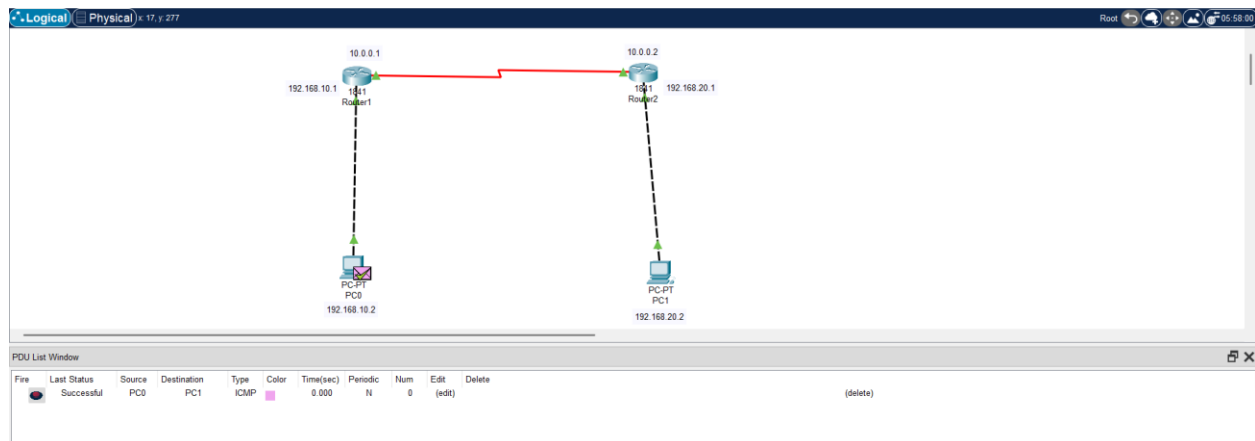 Logical Physical x: 17, y: 277 Root 05:58:00
10.0.0.1 10.0.0.2
192.168.10.1 1841 1841 192.168.20.1
Router1 Router2
PC-PT PC-PT
PC0 PC1
192.168.10.2 192.168.20.2
PDU List Window
Fire Last Status Source Destination Type Color Time(sec) Periodic Num Edit Delete
Successful PC0 PC1 ICMP 0.000 N 0 (edit) (delete)